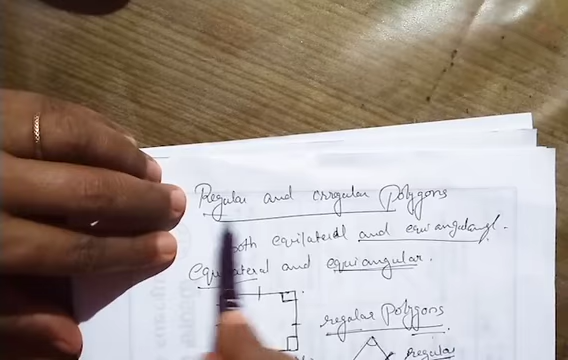 Regular and irregular Polygons
both equilateral and equiangular.
equilateral and equiangular.
regular Polygons
regular